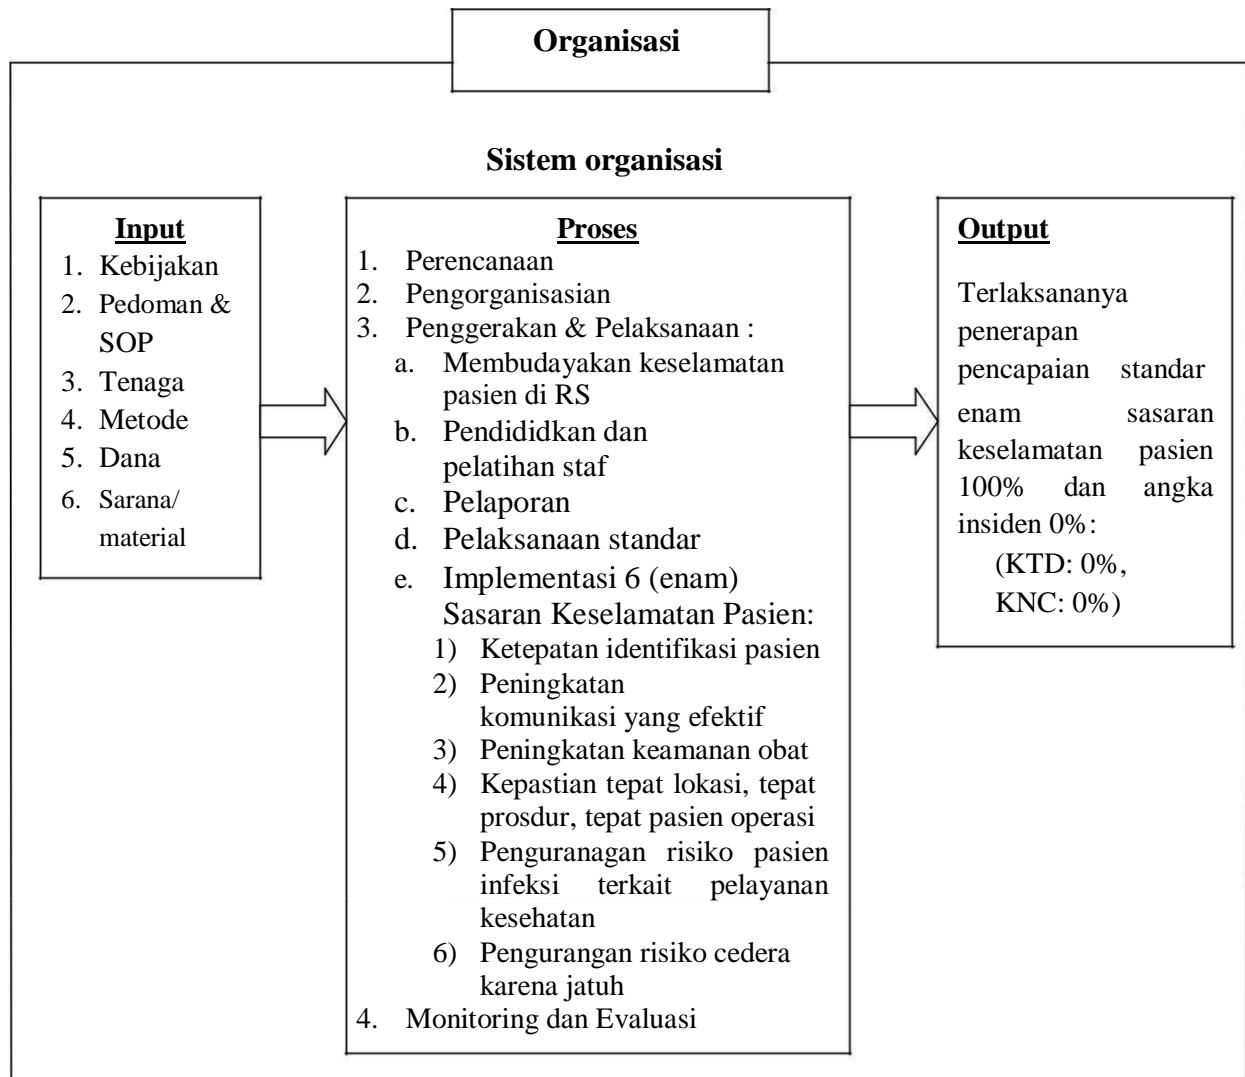 Organisasi
Sistem organisasi
Input
1. Kebijakan
2. Pedoman &
SOP
3. Tenaga
4. Metode
5. Dana
6. Sarana/
material
Proses
1. Perencanaan
2. Pengorganisasian
3. Penggerakan & Pelaksanaan :
a. Membudayakan keselamatan
pasien di RS
b. Pendididkan dan
pelatihan staf
c. Pelaporan
d. Pelaksanaan standar
e. Implementasi 6 (enam)
Sasaran Keselamatan Pasien:
1) Ketepatan identifikasi pasien
2) Peningkatan
komunikasi yang efektif
3) Peningkatan keamanan obat
4) Kepastian tepat lokasi, tepat
prosdur, tepat pasien operasi
5) Penguranagan risiko pasien
infeksi terkait pelayanan
kesehatan
6) Pengurangan risiko cedera
karena jatuh
4. Monitoring dan Evaluasi
Output
Terlaksananya
penerapan
pencapaian standar
enam sasaran
keselamatan pasien
100% dan angka
insiden 0%:
(KTD: 0%,
KNC: 0%)